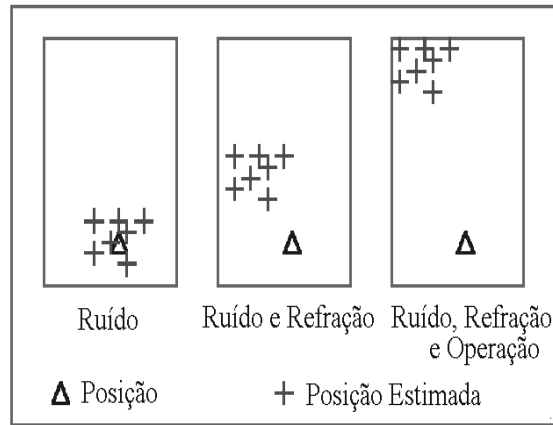 Ruído
Ruído e Refração
Ruído, Refração
e Operação
Δ Posição
+ Posição Estimada